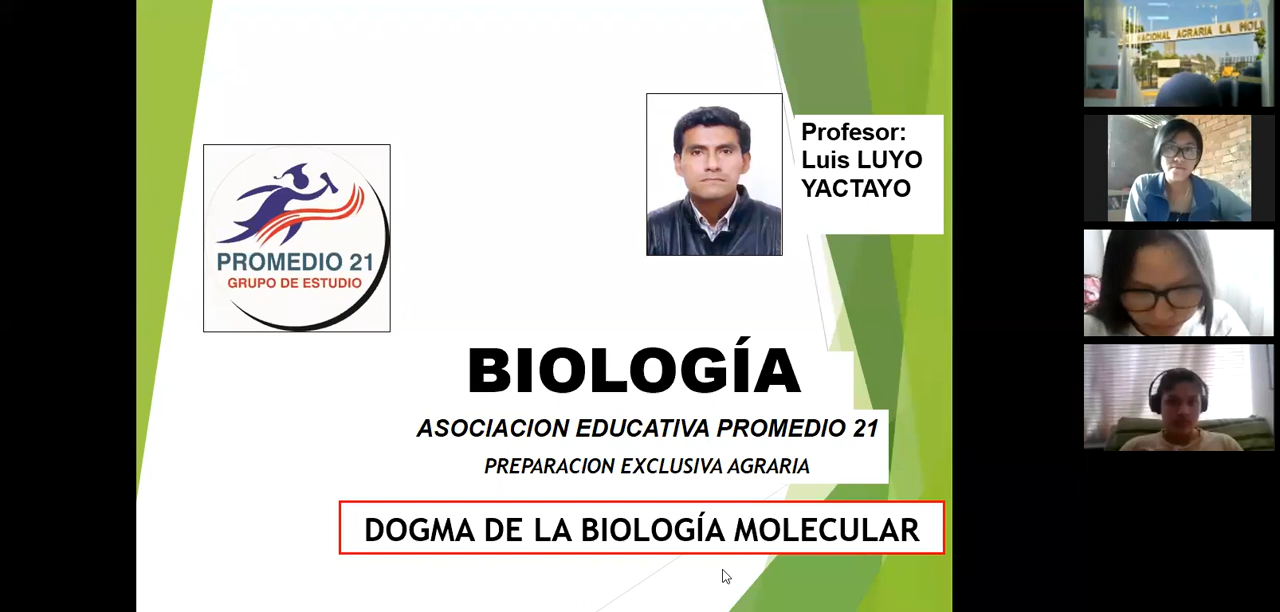 PROMEDIO 21
GRUPO DE ESTUDIO
Profesor:
Luis LUYO
YACTAYO
BIOLOGÍA
ASOCIACION EDUCATIVA PROMEDIO 21
PREPARACION EXCLUSIVA AGRARIA
DOGMA DE LA BIOLOGÍA MOLECULAR
NACIONAL AGRARIA LA MOLI